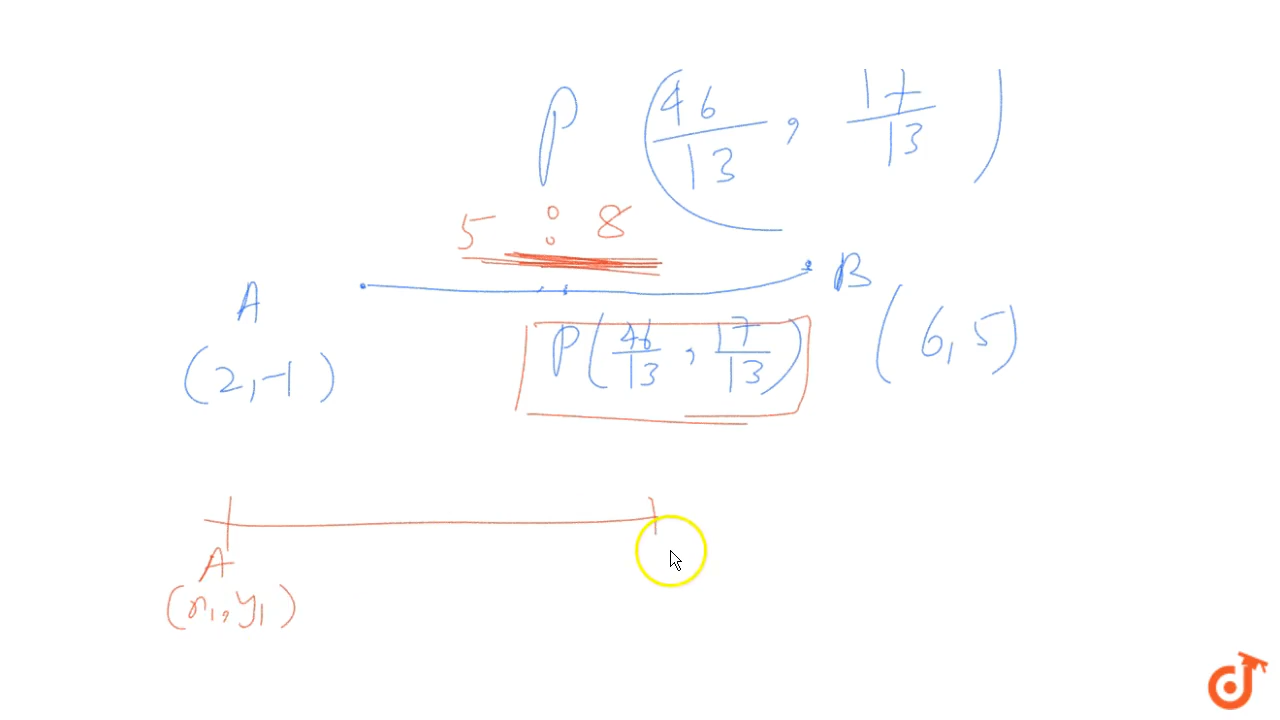 P (46/13, 17/13)
5 : 8
A B
(2, -1) P(46/13, 17/13) (6, 5)
A
(x₁, y₁)